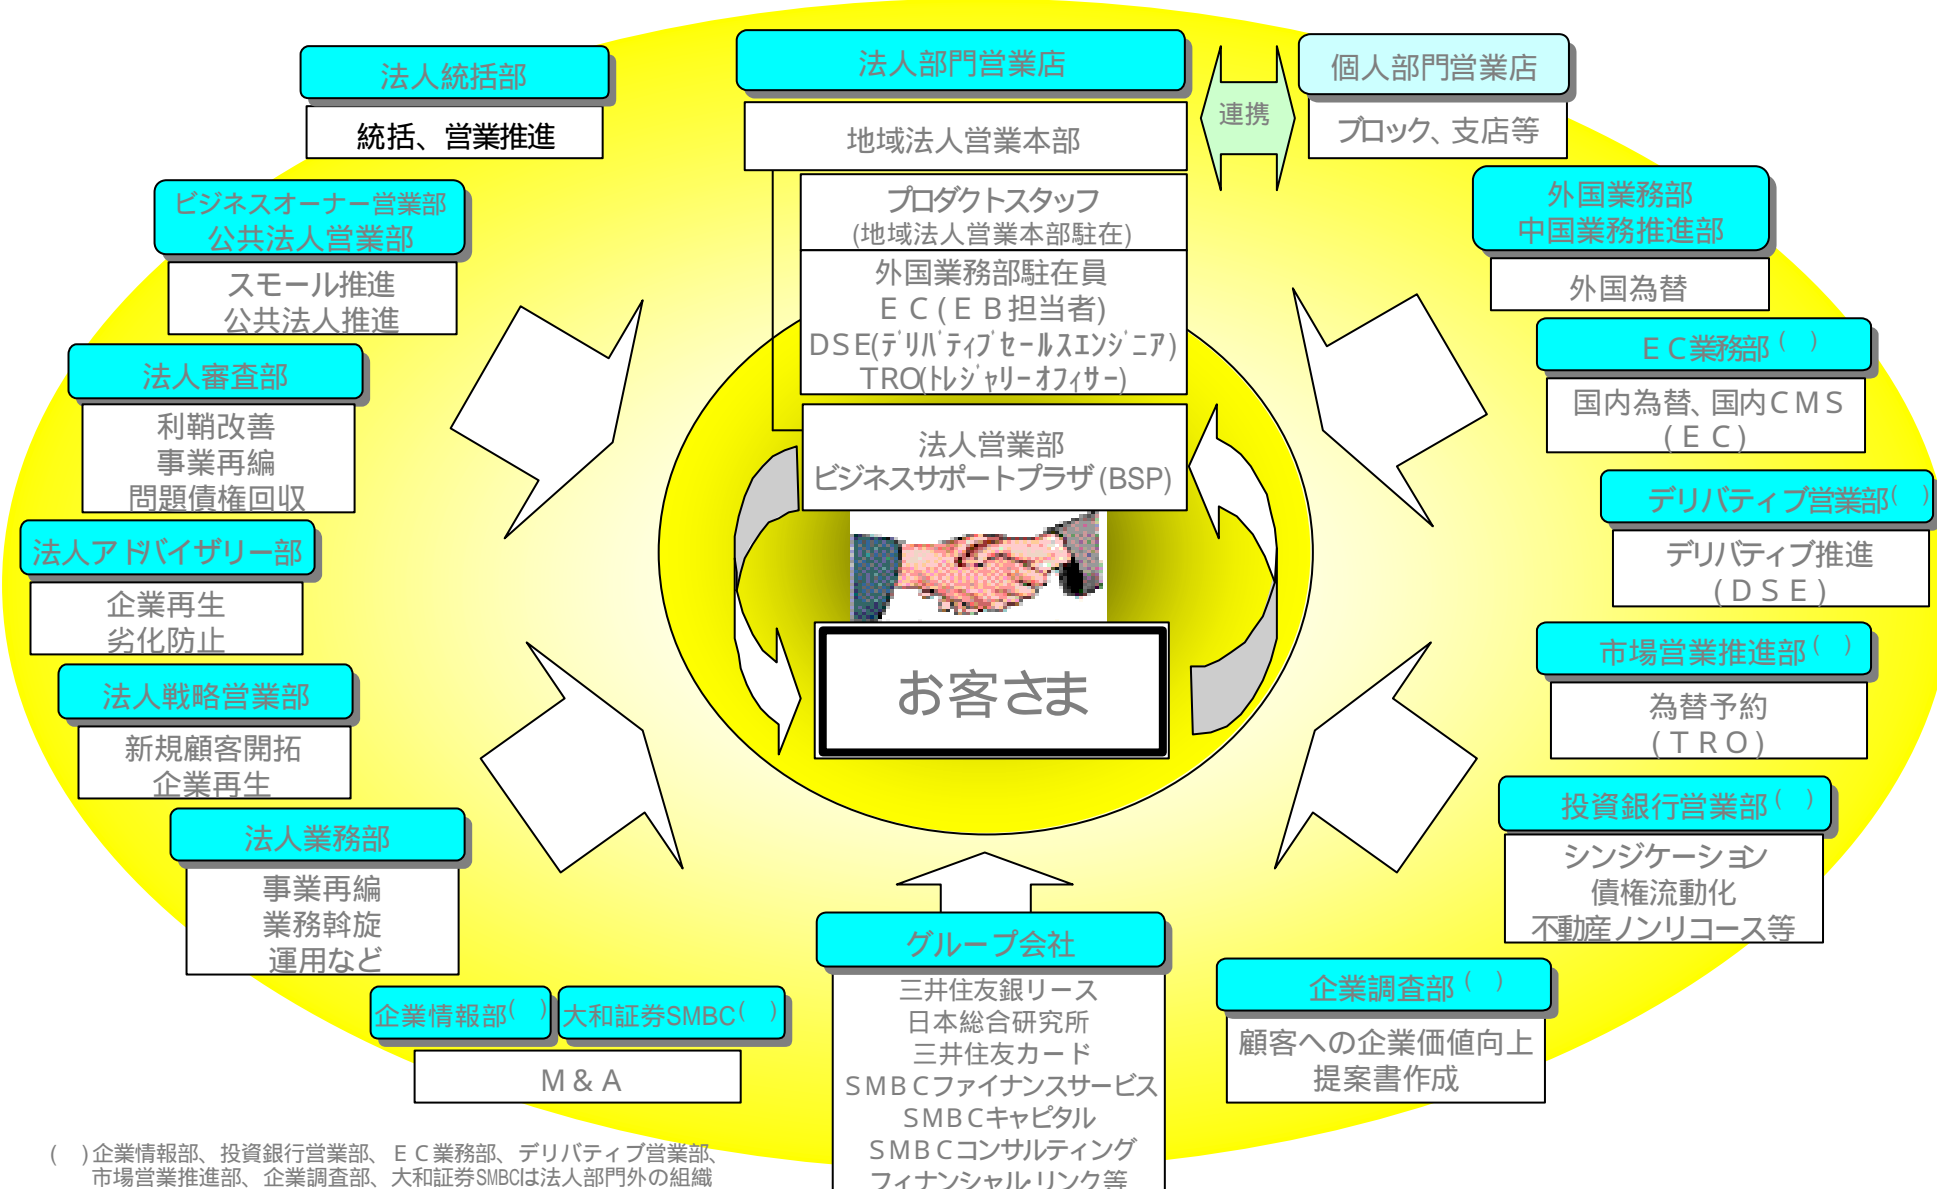 法人統括部
統括、営業推進
ビジネスオーナー営業部
公共法人営業部
スモール推進
公共法人推進
法人審査部
利鞘改善
事業再編
問題債権回収
法人アドバイザリー部
企業再生
劣化防止
法人戦略営業部
新規顧客開拓
企業再生
法人業務部
事業再編
業務斡旋
運用など
企業情報部( )
大和証券SMBC( )
M&A
法人部門営業店
地域法人営業本部
プロダクトスタッフ
(地域法人営業本部駐在)
外国業務部駐在員
EC(EB担当者)
DSE(デリバティブセールスエンジニア)
TRO(トレジャリーオフィサー)
法人営業部
ビジネスサポートプラザ(BSP)
お客さま
グループ会社
三井住友銀リース
日本総合研究所
三井住友カード
SMBCファイナンスサービス
SMBCキャピタル
SMBCコンサルティング
フィナンシャル・リンク等
連携
個人部門営業店
ブロック、支店等
外国業務部
中国業務推進部
外国為替
EC業務部( )
国内為替、国内CMS
(EC)
デリバティブ営業部( )
デリバティブ推進
(DSE)
市場営業推進部( )
為替予約
(TRO)
投資銀行営業部( )
シンジケーション
債権流動化
不動産ノンリコース等
企業調査部( )
顧客への企業価値向上
提案書作成
( )企業情報部、投資銀行営業部、EC業務部、デリバティブ営業部、
市場営業推進部、企業調査部、大和証券SMBCは法人部門外の組織